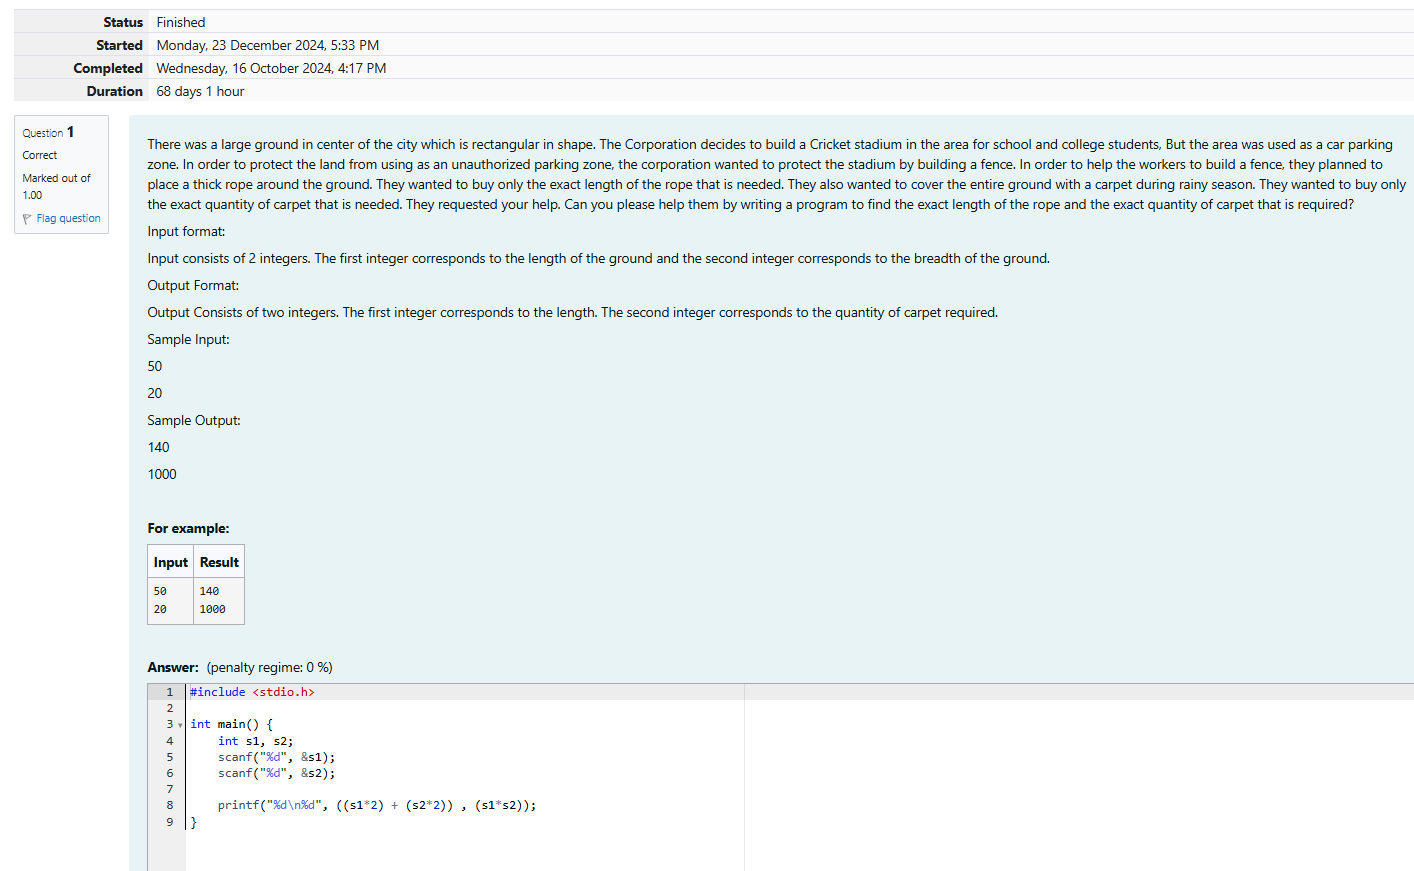 Status Finished
Started Monday, 23 December 2024, 5:33 PM
Completed Wednesday, 16 October 2024, 4:17 PM
Duration 68 days 1 hour
Question 1
Correct
Marked out of
1.00
Flag question
There was a large ground in center of the city which is rectangular in shape. The Corporation decides to build a Cricket stadium in the area for school and college students, But the area was used as a car parking
zone. In order to protect the land from using as an unauthorized parking zone, the corporation wanted to protect the stadium by building a fence. In order to help the workers to build a fence, they planned to
place a thick rope around the ground. They wanted to buy only the exact length of the rope that is needed. They also wanted to cover the entire ground with a carpet during rainy season. They wanted to buy only
the exact quantity of carpet that is needed. They requested your help. Can you please help them by writing a program to find the exact length of the rope and the exact quantity of carpet that is required?
Input format:
Input consists of 2 integers. The first integer corresponds to the length of the ground and the second integer corresponds to the breadth of the ground.
Output Format:
Output Consists of two integers. The first integer corresponds to the length. The second integer corresponds to the quantity of carpet required.
Sample Input:
50
20
Sample Output:
140
1000
For example:
Input Result
50 140
20 1000
Answer: (penalty regime: 0 %)
1 #include <stdio.h>
2
3 int main() {
4 int s1, s2;
5 scanf("%d", &s1);
6 scanf("%d", &s2);
7
8 printf("%d\n%d", ((s1*2) + (s2*2)) , (s1*s2));
9 }